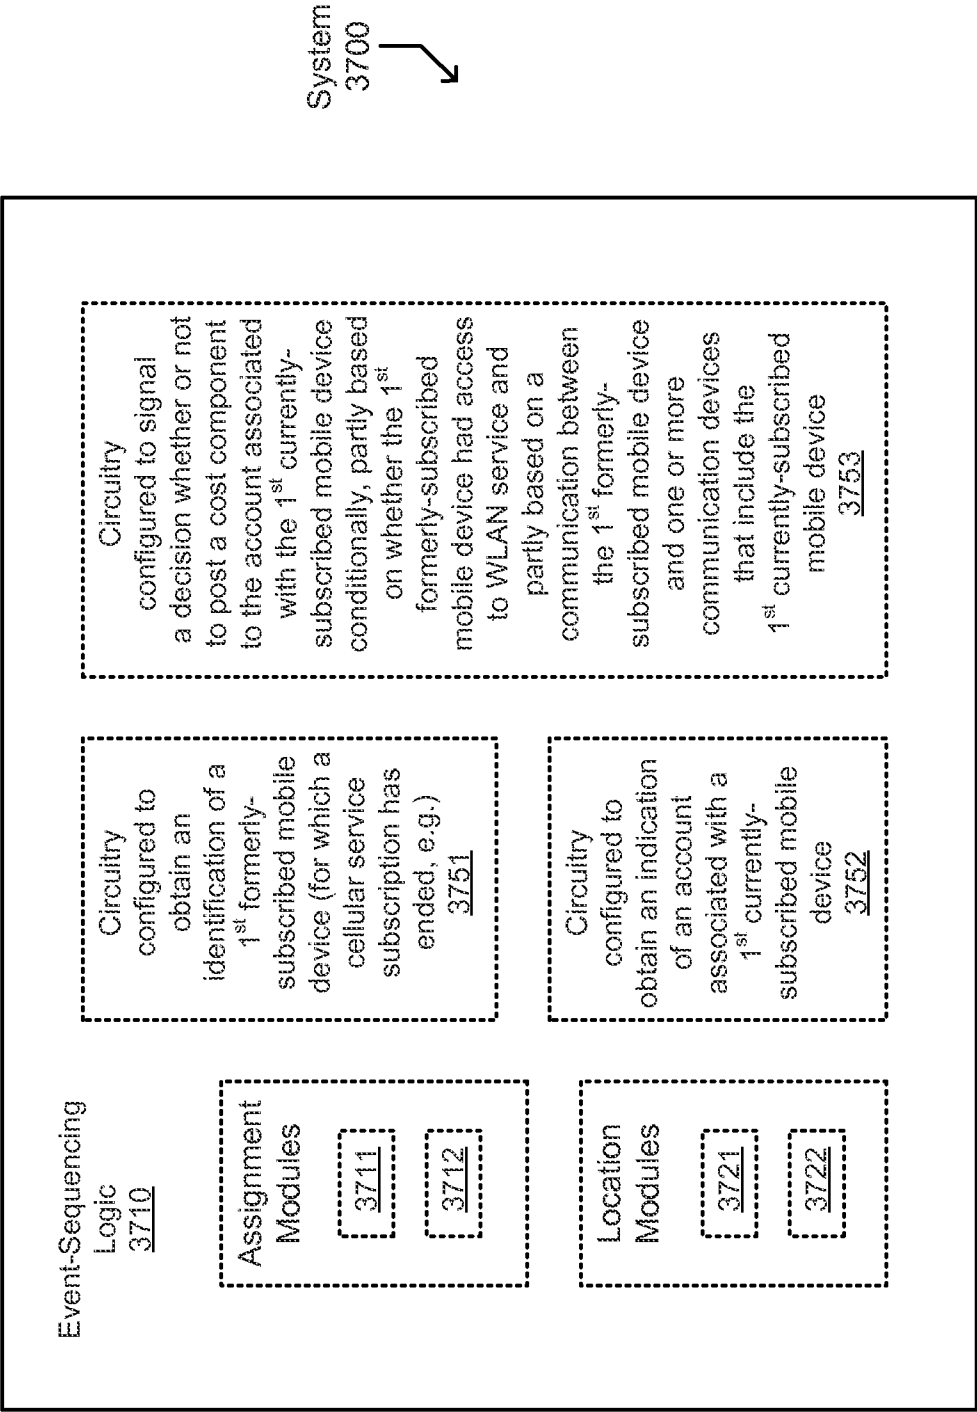 System
3700
Event-Sequencing
Logic
3710
Assignment
Modules
3711
3712
Location
Modules
3721
3722
Circuitry
configured to
obtain an
identification of a
1st formerly-
subscribed mobile
device (for which a
cellular service
subscription has
ended, e.g.)
3751
Circuitry
configured to
obtain an indication
of an account
associated with a
1st currently-
subscribed mobile
device
3752
Circuitry
configured to signal
a decision whether or not
to post a cost component
to the account associated
with the 1st currently-
subscribed mobile device
conditionally, partly based
on whether the 1st
formerly-subscribed
mobile device had access
to WLAN service and
partly based on a
communication between
the 1st formerly-
subscribed mobile device
and one or more
communication devices
that include the
1st currently-subscribed
mobile device
3753